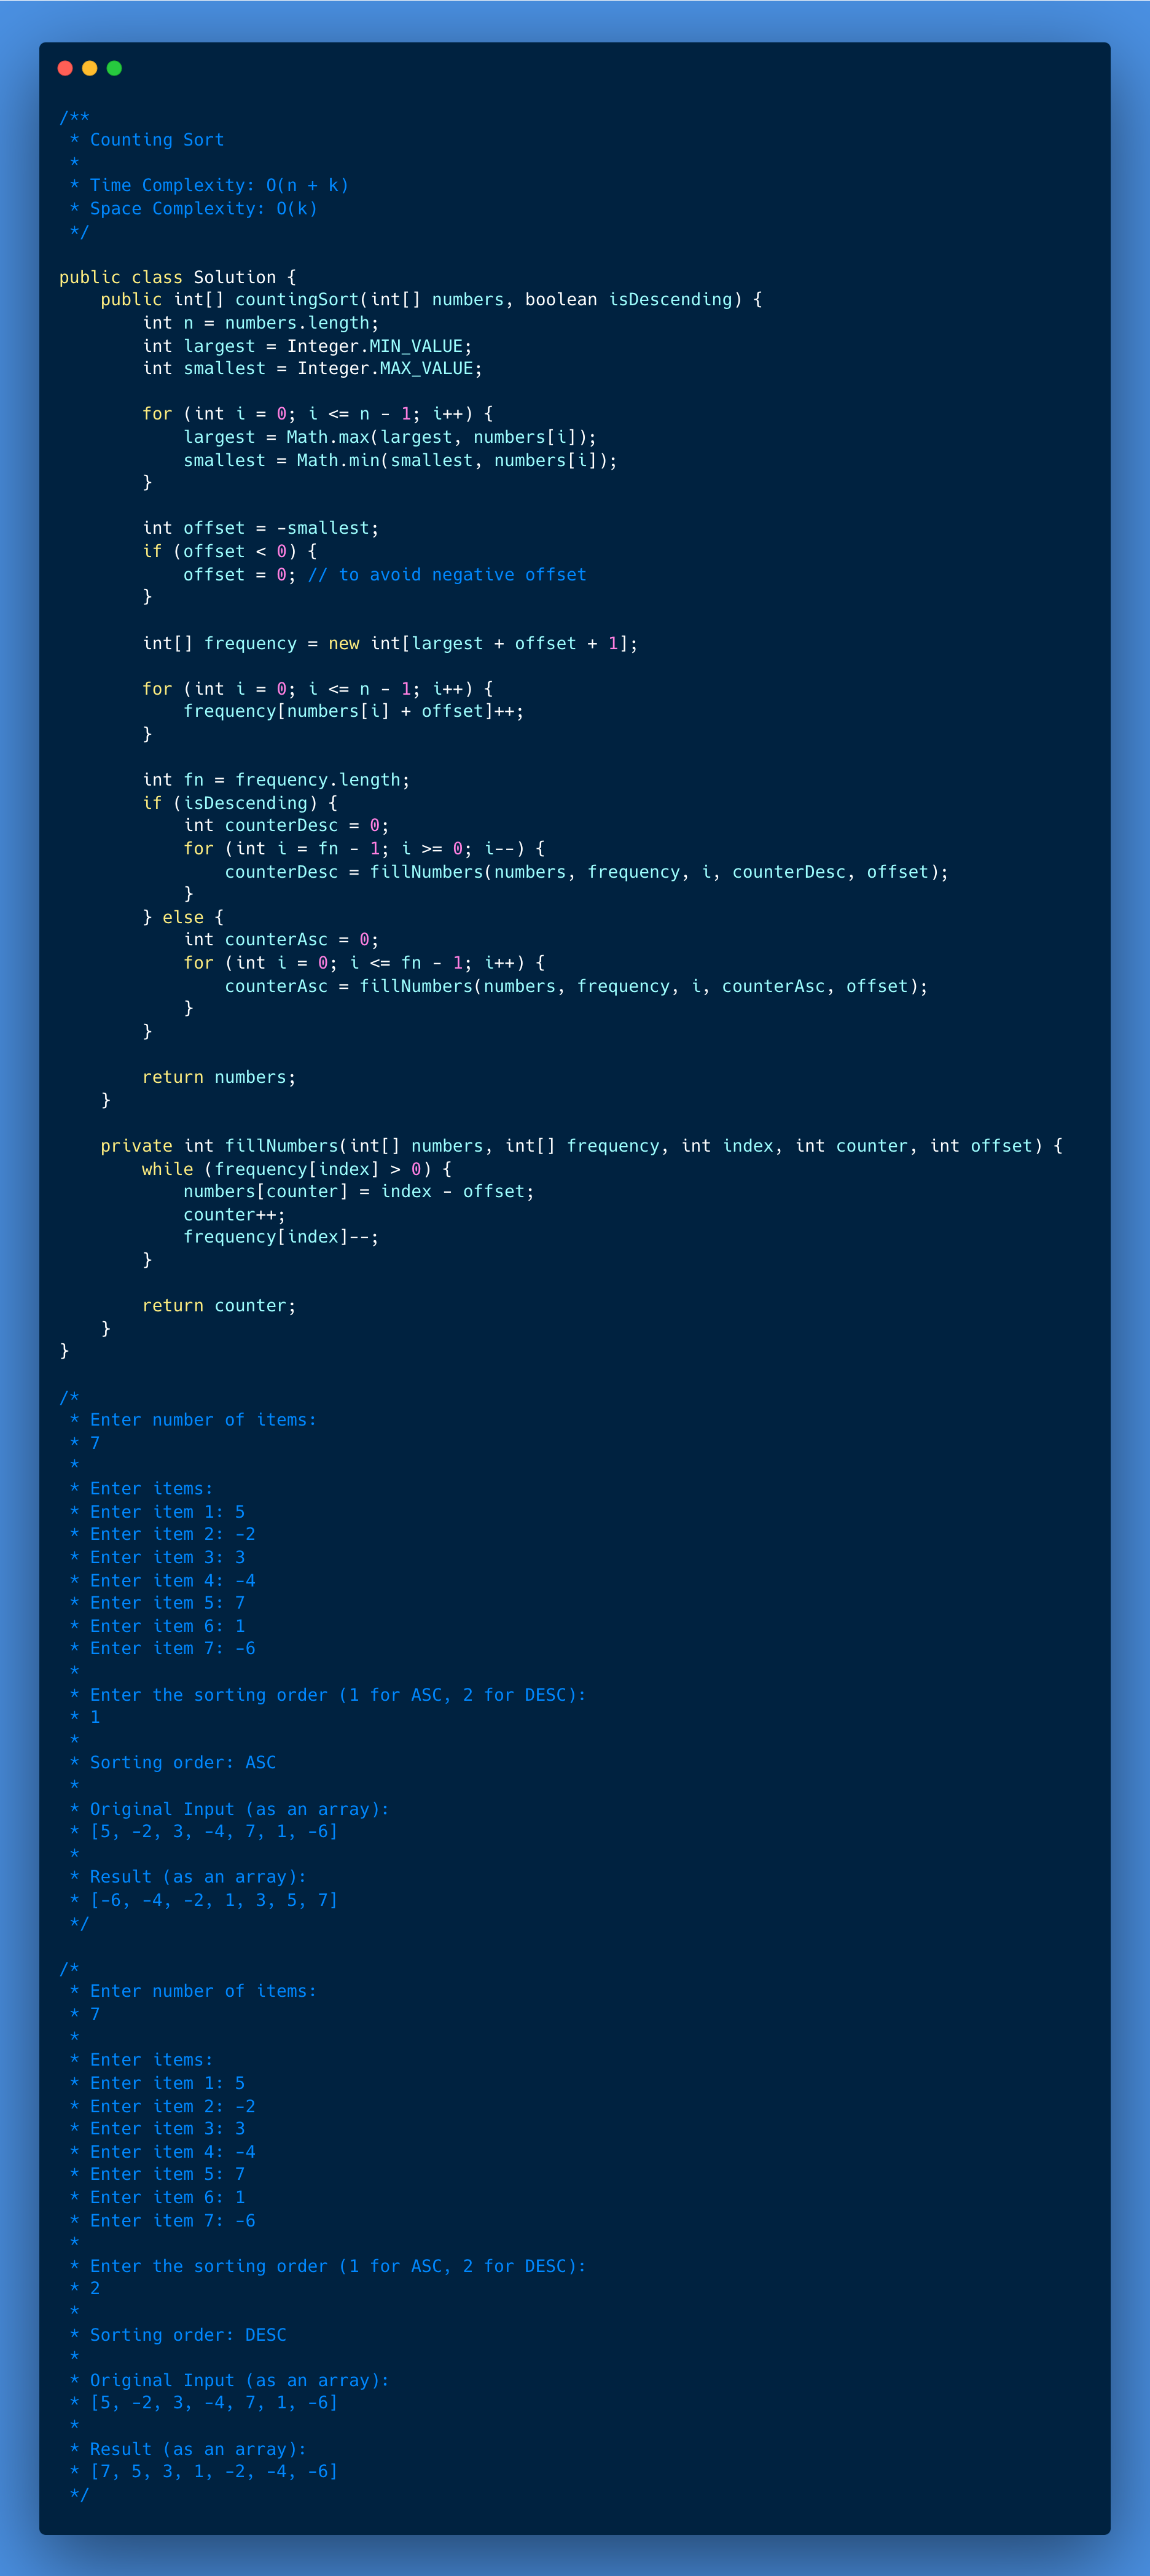 /**
 * Counting Sort
 *
 * Time Complexity: O(n + k)
 * Space Complexity: O(k)
 */

public class Solution {
    public int[] countingSort(int[] numbers, boolean isDescending) {
        int n = numbers.length;
        int largest = Integer.MIN_VALUE;
        int smallest = Integer.MAX_VALUE;

        for (int i = 0; i <= n - 1; i++) {
            largest = Math.max(largest, numbers[i]);
            smallest = Math.min(smallest, numbers[i]);
        }

        int offset = -smallest;
        if (offset < 0) {
            offset = 0; // to avoid negative offset
        }

        int[] frequency = new int[largest + offset + 1];

        for (int i = 0; i <= n - 1; i++) {
            frequency[numbers[i] + offset]++;
        }

        int fn = frequency.length;
        if (isDescending) {
            int counterDesc = 0;
            for (int i = fn - 1; i >= 0; i--) {
                counterDesc = fillNumbers(numbers, frequency, i, counterDesc, offset);
            }
        } else {
            int counterAsc = 0;
            for (int i = 0; i <= fn - 1; i++) {
                counterAsc = fillNumbers(numbers, frequency, i, counterAsc, offset);
            }
        }

        return numbers;
    }

    private int fillNumbers(int[] numbers, int[] frequency, int index, int counter, int offset) {
        while (frequency[index] > 0) {
            numbers[counter] = index - offset;
            counter++;
            frequency[index]--;
        }

        return counter;
    }
}

/*
 * Enter number of items:
 * 7
 *
 * Enter items:
 * Enter item 1: 5
 * Enter item 2: -2
 * Enter item 3: 3
 * Enter item 4: -4
 * Enter item 5: 7
 * Enter item 6: 1
 * Enter item 7: -6
 *
 * Enter the sorting order (1 for ASC, 2 for DESC):
 * 1
 *
 * Sorting order: ASC
 *
 * Original Input (as an array):
 * [5, -2, 3, -4, 7, 1, -6]
 *
 * Result (as an array):
 * [-6, -4, -2, 1, 3, 5, 7]
 */

/*
 * Enter number of items:
 * 7
 *
 * Enter items:
 * Enter item 1: 5
 * Enter item 2: -2
 * Enter item 3: 3
 * Enter item 4: -4
 * Enter item 5: 7
 * Enter item 6: 1
 * Enter item 7: -6
 *
 * Enter the sorting order (1 for ASC, 2 for DESC):
 * 2
 *
 * Sorting order: DESC
 *
 * Original Input (as an array):
 * [5, -2, 3, -4, 7, 1, -6]
 *
 * Result (as an array):
 * [7, 5, 3, 1, -2, -4, -6]
 */